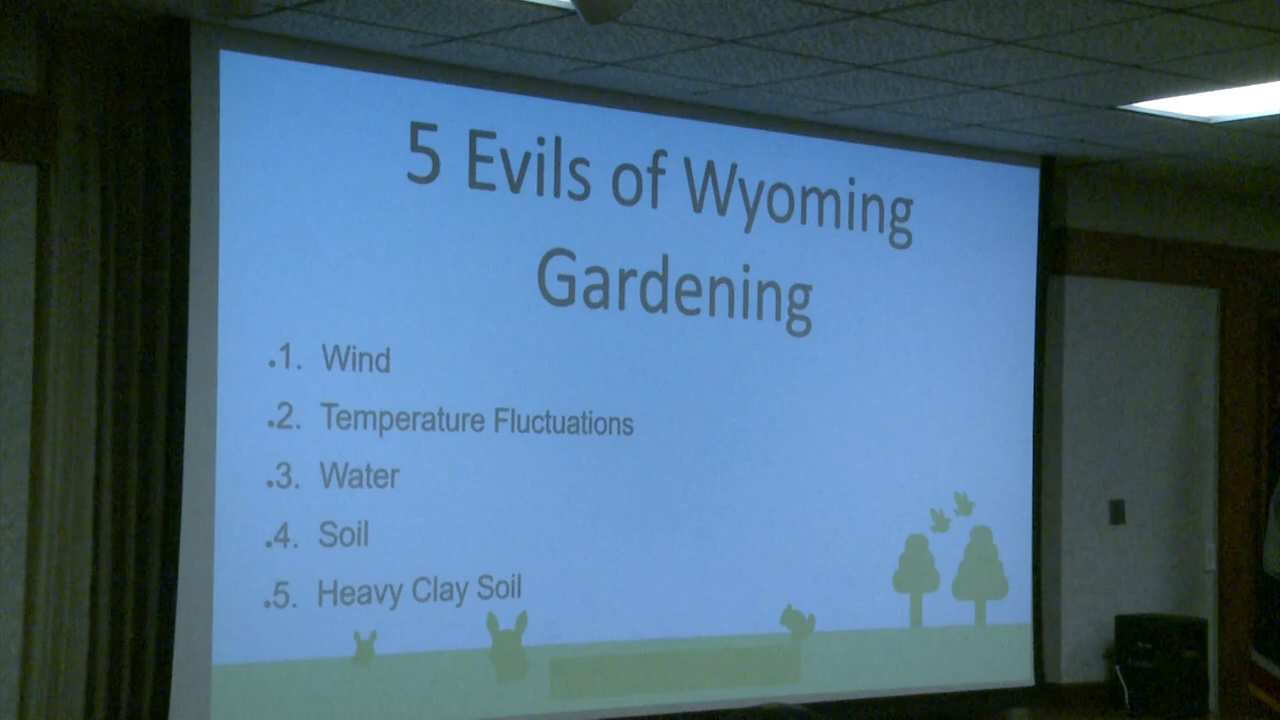 5 Evils of Wyoming
Gardening
.1. Wind
.2. Temperature Fluctuations
.3. Water
.4. Soil
.5. Heavy Clay Soil